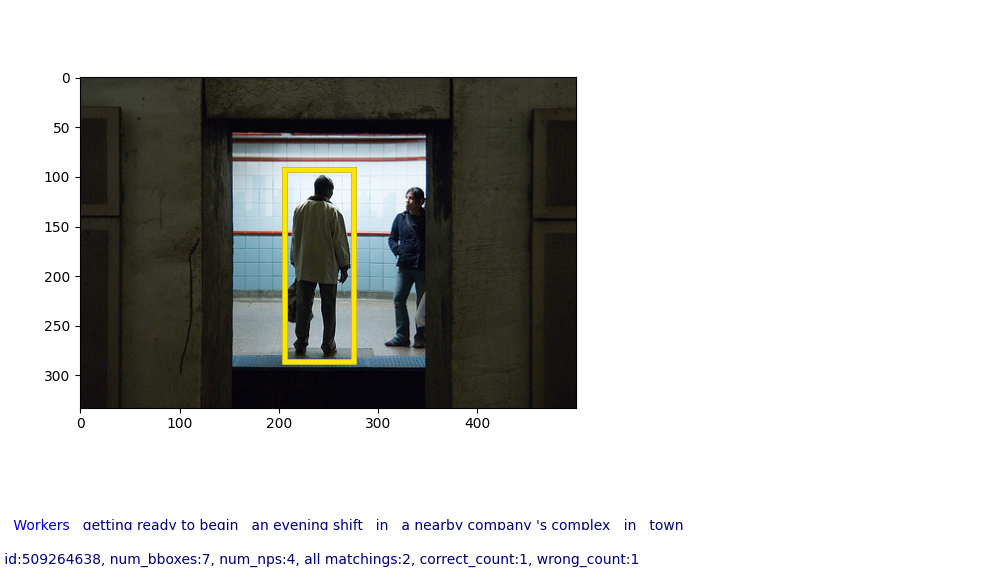 0
50
100
150
200
250
300
0 100 200 300 400
Workers getting ready to begin an evening shift in a nearby company 's complex in town
id:509264638, num_bboxes:7, num_nps:4, all matchings:2, correct_count:1, wrong_count:1